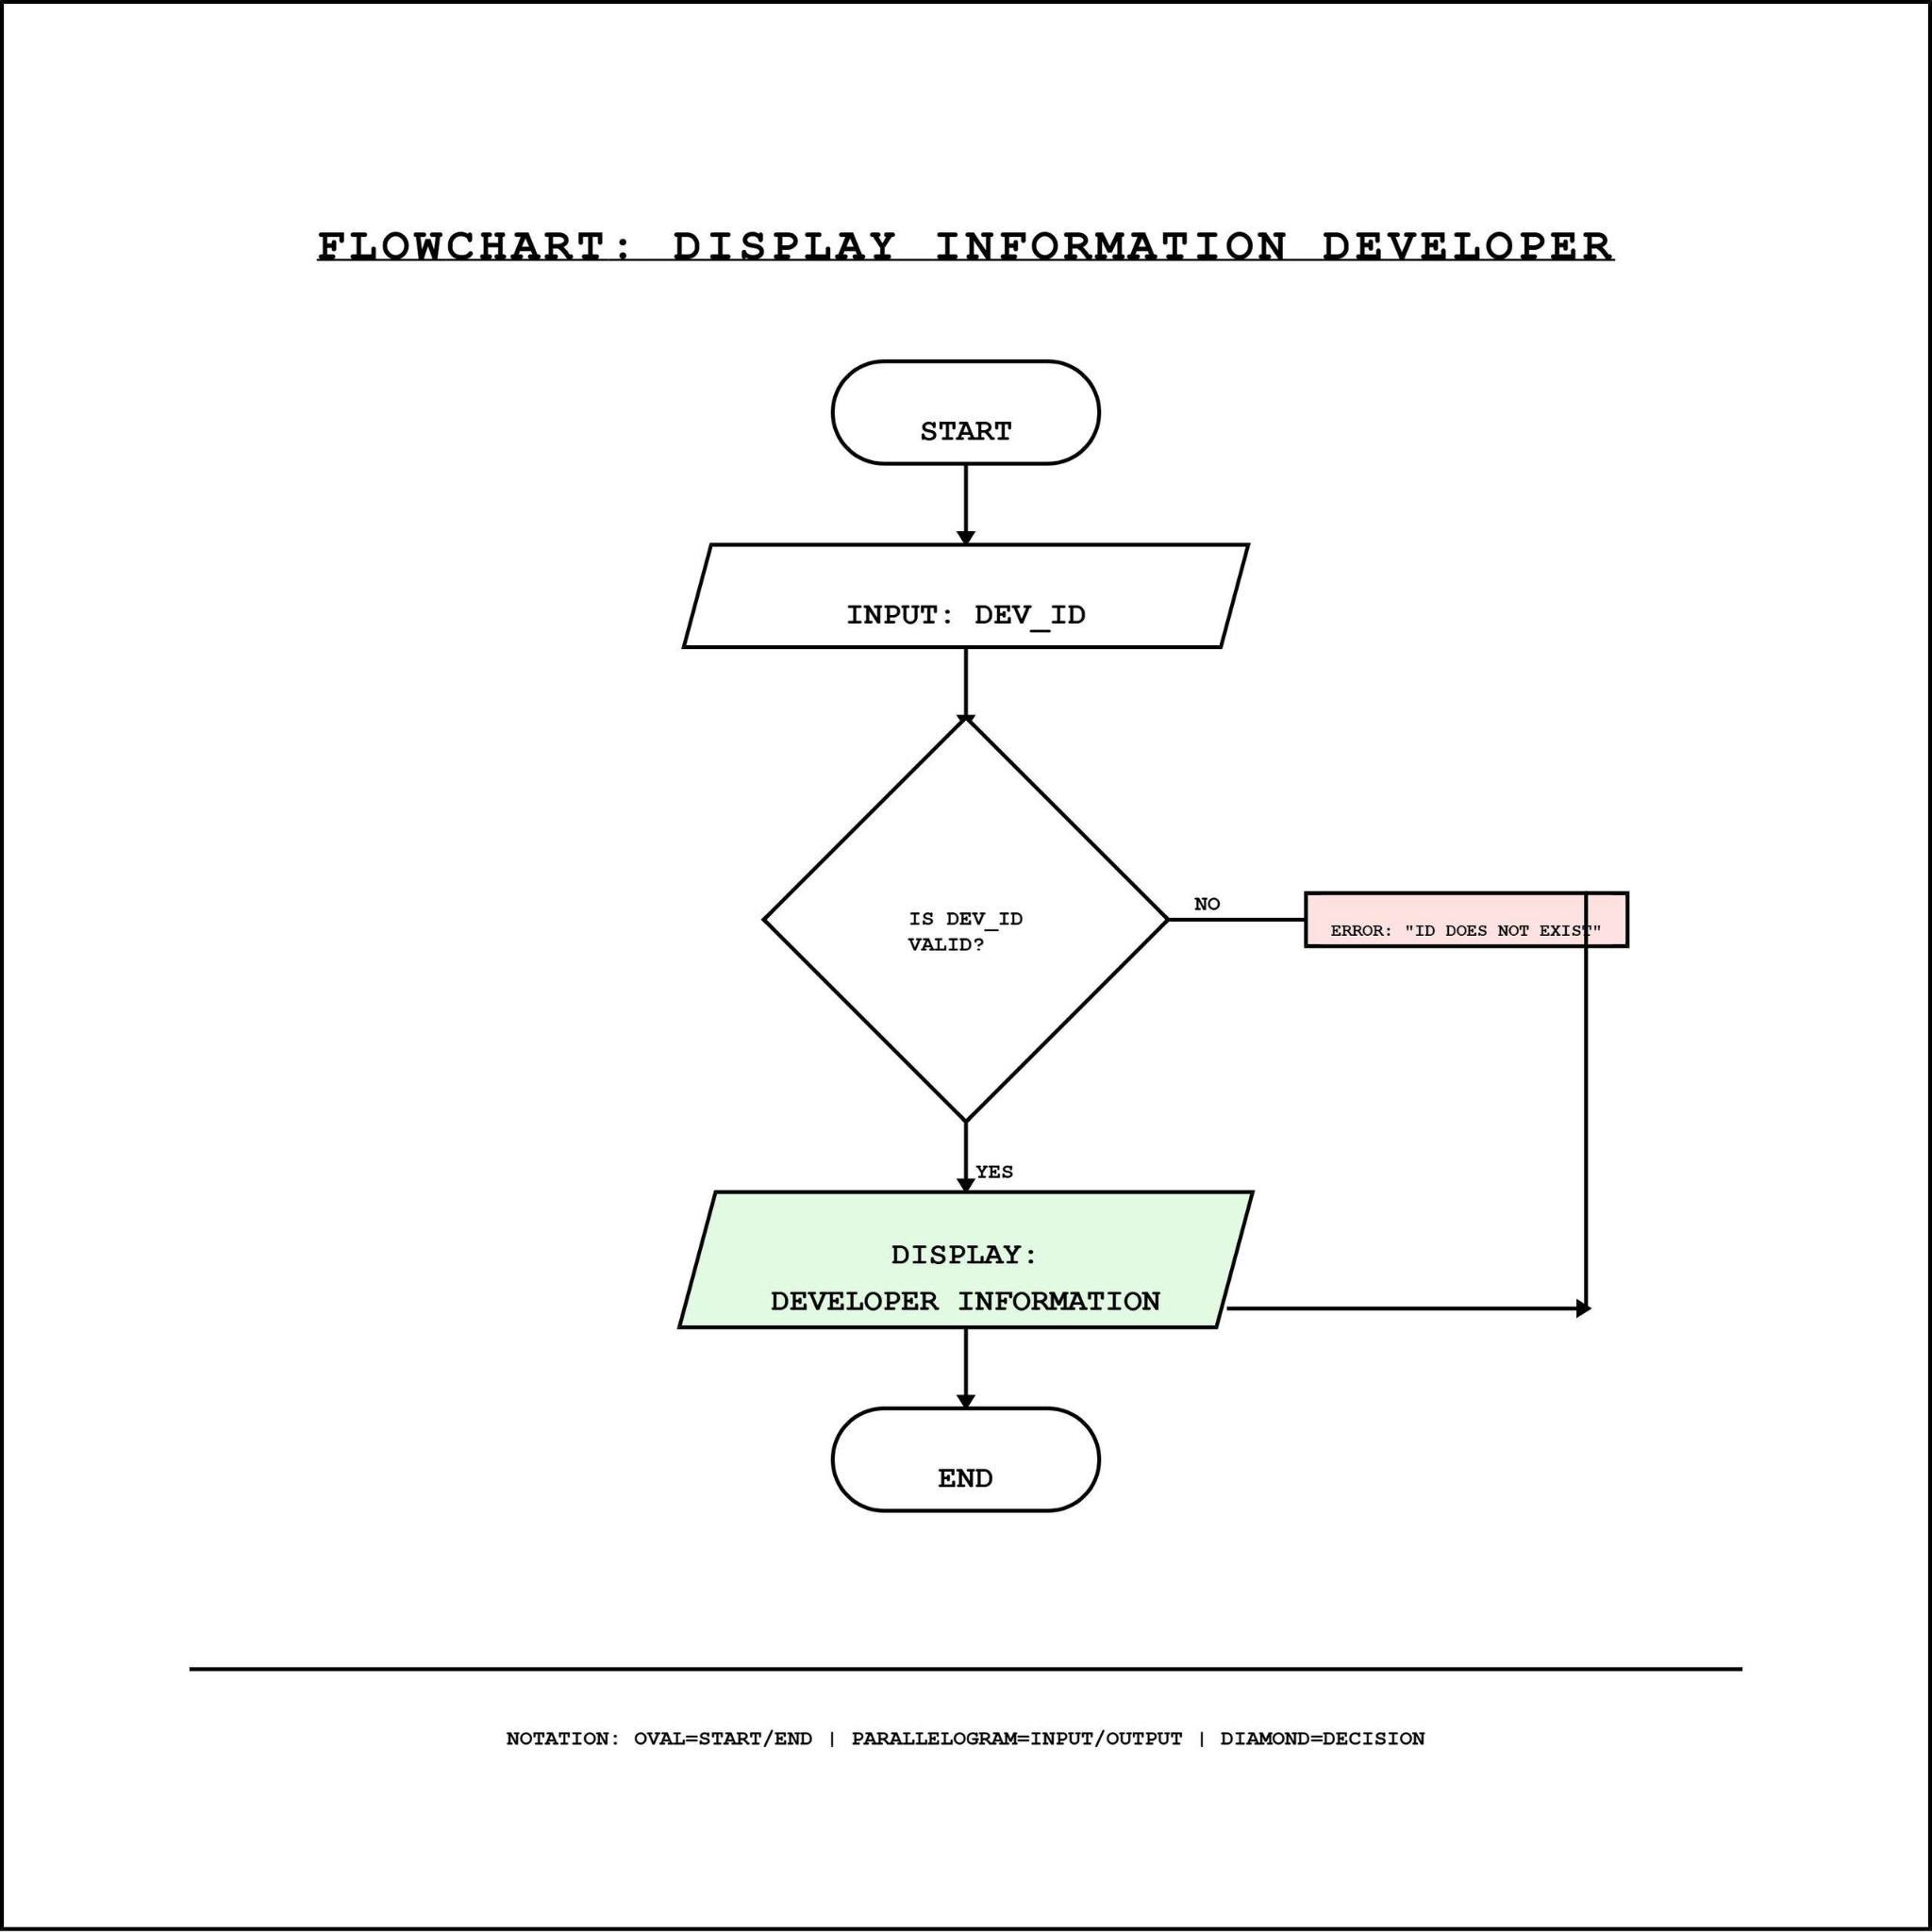 FLOWCHART: DISPLAY INFORMATION DEVELOPER
START
INPUT: DEV_ID
IS DEV_ID
VALID?
NO
ERROR: "ID DOES NOT EXIST"
YES
DISPLAY:
DEVELOPER INFORMATION
END
NOTATION: OVAL=START/END | PARALLELOGRAM=INPUT/OUTPUT | DIAMOND=DECISION